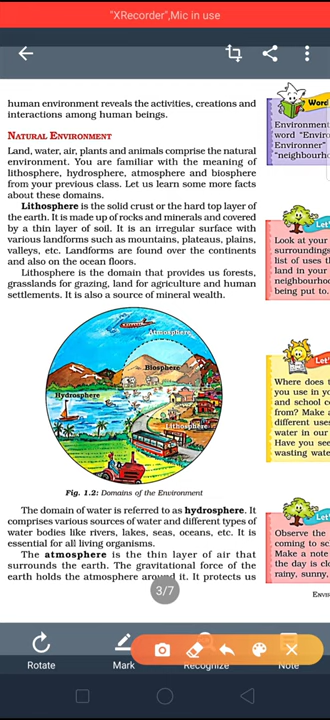 "XRecorder",Mic in use
human environment reveals the activities, creations and
interactions among human beings.
NATURAL ENVIRONMENT
Land, water, air, plants and animals comprise the natural
environment. You are familiar with the meaning of
lithosphere, hydrosphere, atmosphere and biosphere
from your previous class. Let us learn some more facts
about these domains.
Lithosphere is the solid crust or the hard top layer of
the earth. It is made up of rocks and minerals and covered
by a thin layer of soil. It is an irregular surface with
various landforms such as mountains, plateaus, plains,
valleys, etc. Landforms are found over the continents
and also on the ocean floors.
Lithosphere is the domain that provides us forests,
grasslands for grazing, land for agriculture and human
settlements. It is also a source of mineral wealth.
Atmosphere
Biosphere
Hydrosphere
Lithosphere
Fig. 1.2: Domains of the Environment
The domain of water is referred to as hydrosphere. It
comprises various sources of water and different types of
water bodies like rivers, lakes, seas, oceans, etc. It is
essential for all living organisms.
The atmosphere is the thin layer of air that
surrounds the earth. The gravitational force of the
earth holds the atmosphere around it. It protects us
3/7
Word
Environment
word "Enviro
Environner"
"neighbourho
Let'
Look at your
surroundings
list of uses t
land in your
neighbourhoo
being put to.
Let'
Where does t
you use in yo
and school c
from? Make a
different uses
water in our
Have you see
wasting wate
Let'
Observe the
coming to sc
Make a note
the day is clo
rainy, sunny,
ENVI
Rotate
Mark
Recognize
Note